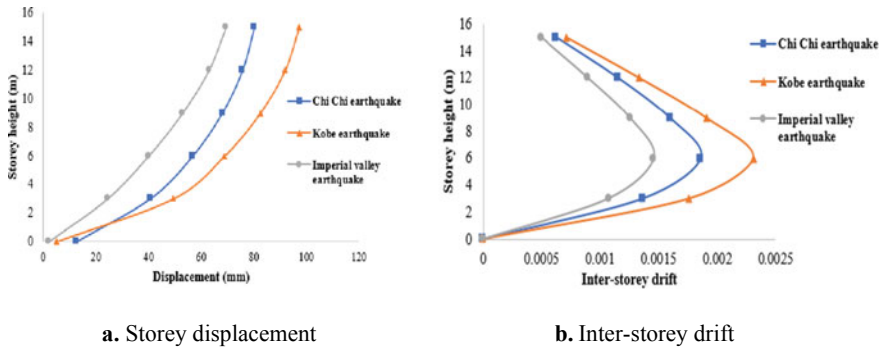 16
14
12
10
8
6
4
2
0
Storey height (m)
0 20 40 60 80 100 120
Displacement (mm)
Chi Chi earthquake
Kobe earthquake
Imperial valley
earthquake
a. Storey displacement
16
14
12
10
8
6
4
2
0
Storey height (m)
0 0.0005 0.001 0.0015 0.002 0.0025
Inter-storey drift
Chi Chi earthquake
Kobe earthquake
Imperial valley
earthquake
b. Inter-storey drift